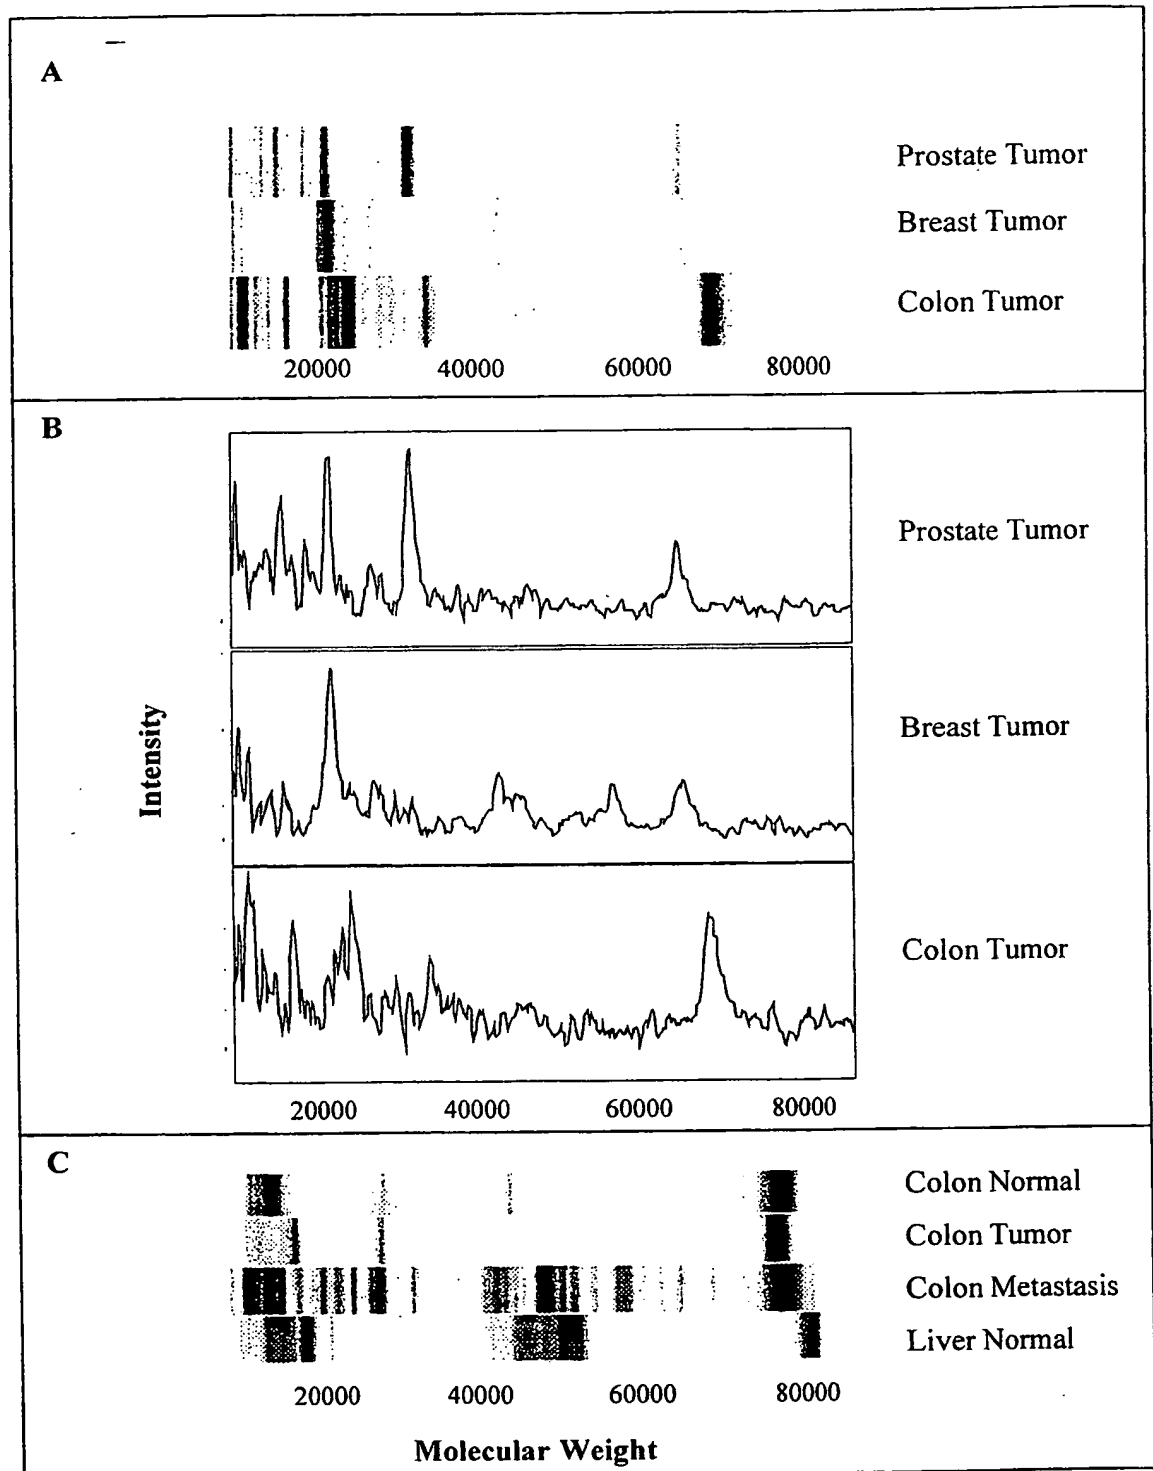 A
Prostate Tumor
Breast Tumor
Colon Tumor
20000 40000 60000 80000
B
Prostate Tumor
Breast Tumor
Intensity
Colon Tumor
20000 40000 60000 80000
C
Colon Normal
Colon Tumor
Colon Metastasis
Liver Normal
20000 40000 60000 80000
Molecular Weight